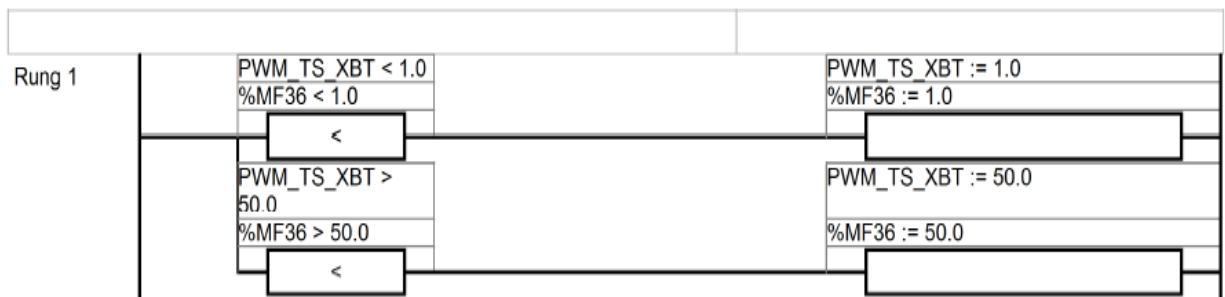 Rung 1
PWM_TS_XBT < 1.0
%MF36 < 1.0
<
PWM_TS_XBT := 1.0
%MF36 := 1.0
PWM_TS_XBT >
50.0
%MF36 > 50.0
<
PWM_TS_XBT := 50.0
%MF36 := 50.0